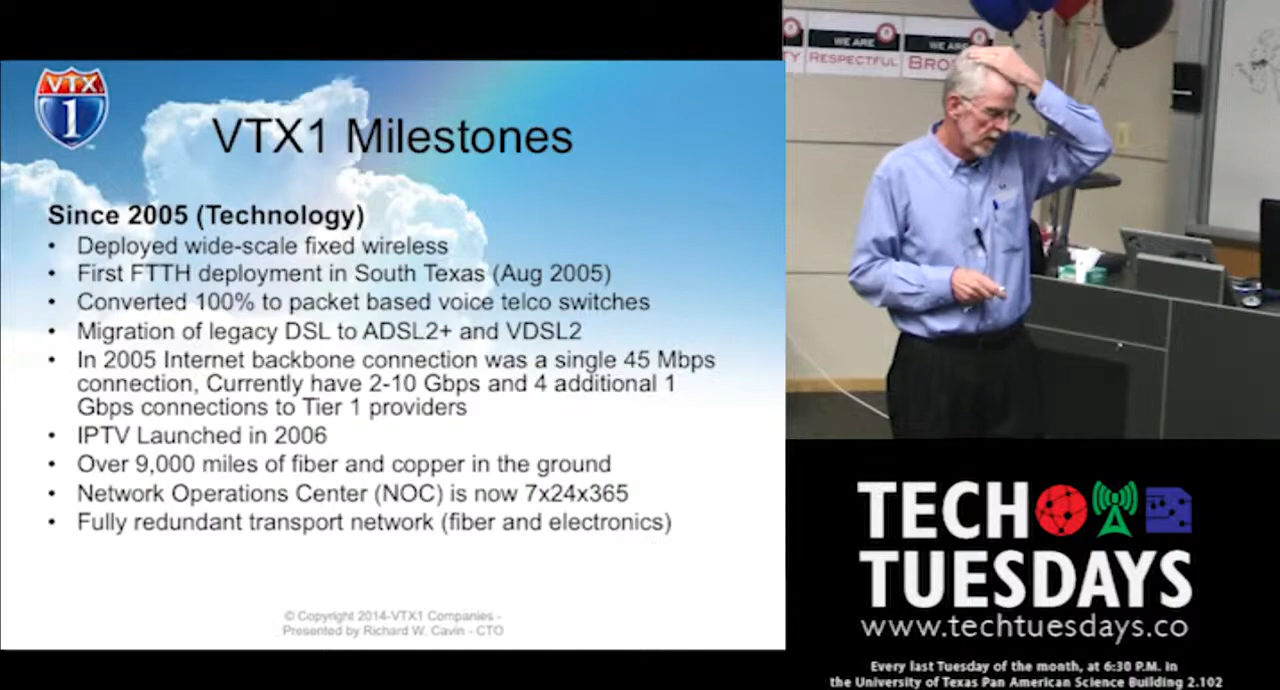 VTX
1
VTX1 Milestones
Since 2005 (Technology)
• Deployed wide-scale fixed wireless
• First FTTH deployment in South Texas (Aug 2005)
• Converted 100% to packet based voice telco switches
• Migration of legacy DSL to ADSL2+ and VDSL2
• In 2005 Internet backbone connection was a single 45 Mbps
connection, Currently have 2-10 Gbps and 4 additional 1
Gbps connections to Tier 1 providers
• IPTV Launched in 2006
• Over 9,000 miles of fiber and copper in the ground
• Network Operations Center (NOC) is now 7x24x365
• Fully redundant transport network (fiber and electronics)
© Copyright 2014-VTX1 Companies -
Presented by Richard W. Cavin - CTO
WE ARE
RESPECTFUL
WE ARE
TECH
TUESDAYS
www.techtuesdays.co
Every last Tuesday of the month, at 6:30 P.M. in
the University of Texas Pan American Science Building 2.102